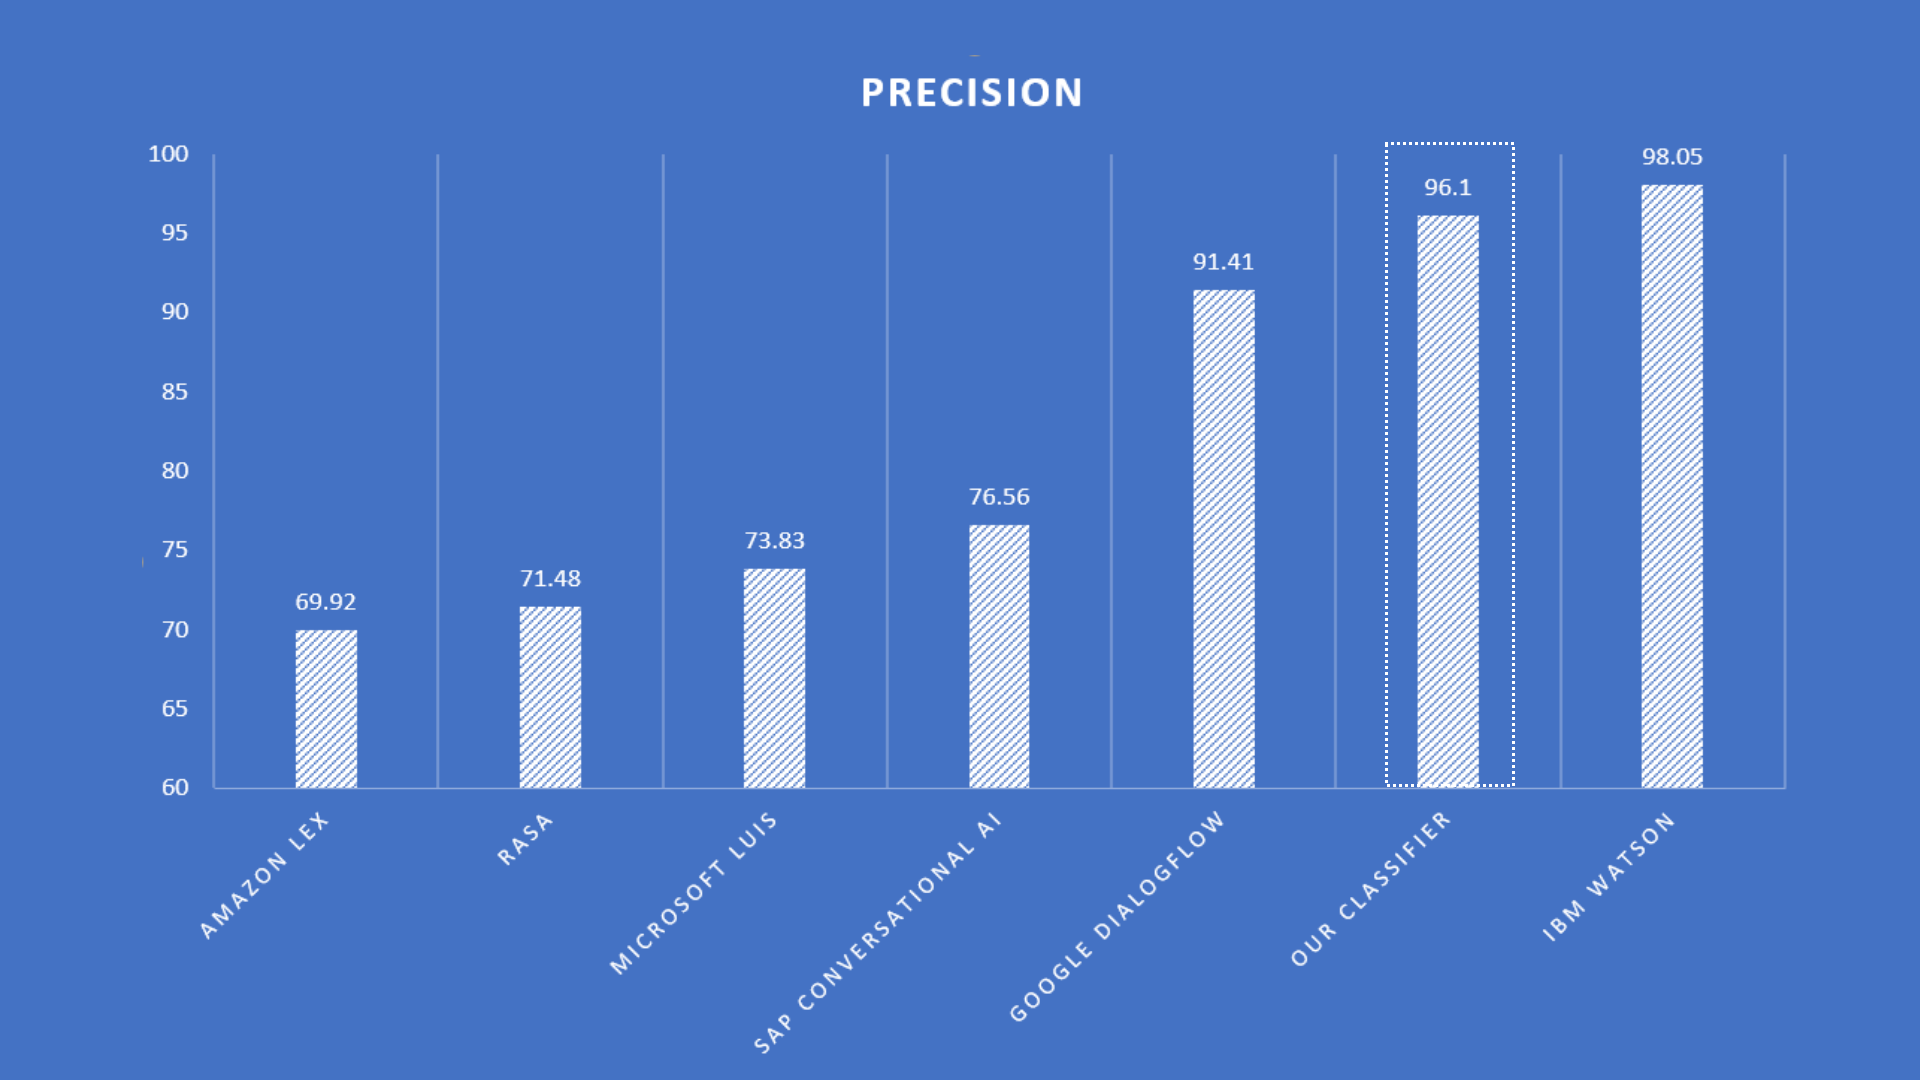 PRECISION
100
95
90
85
80
75
70
65
60
69.92
71.48
73.83
76.56
91.41
96.1
98.05
AMAZON LEX
RASA
MICROSOFT LUIS
SAP CONVERSATIONAL AI
GOOGLE DIALOGFLOW
OUR CLASSIFIER
IBM WATSON